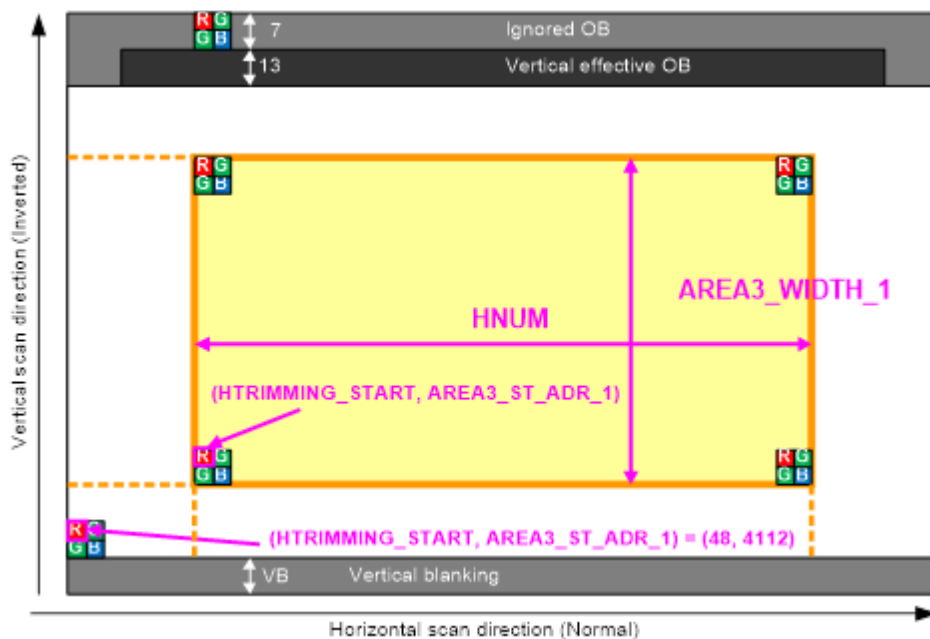 R G
G B
7
Ignored OB
13
Vertical effective OB
R G
G B
R G
G B
Vertical scan direction (Inverted)
AREA3_WIDTH_1
HNUM
(HTRIMMING_START, AREA3_ST_ADR_1)
R G
G B
R G
G B
R G
G B
(HTRIMMING_START, AREA3_ST_ADR_1) = (48, 4112)
VB
Vertical blanking
Horizontal scan direction (Normal)